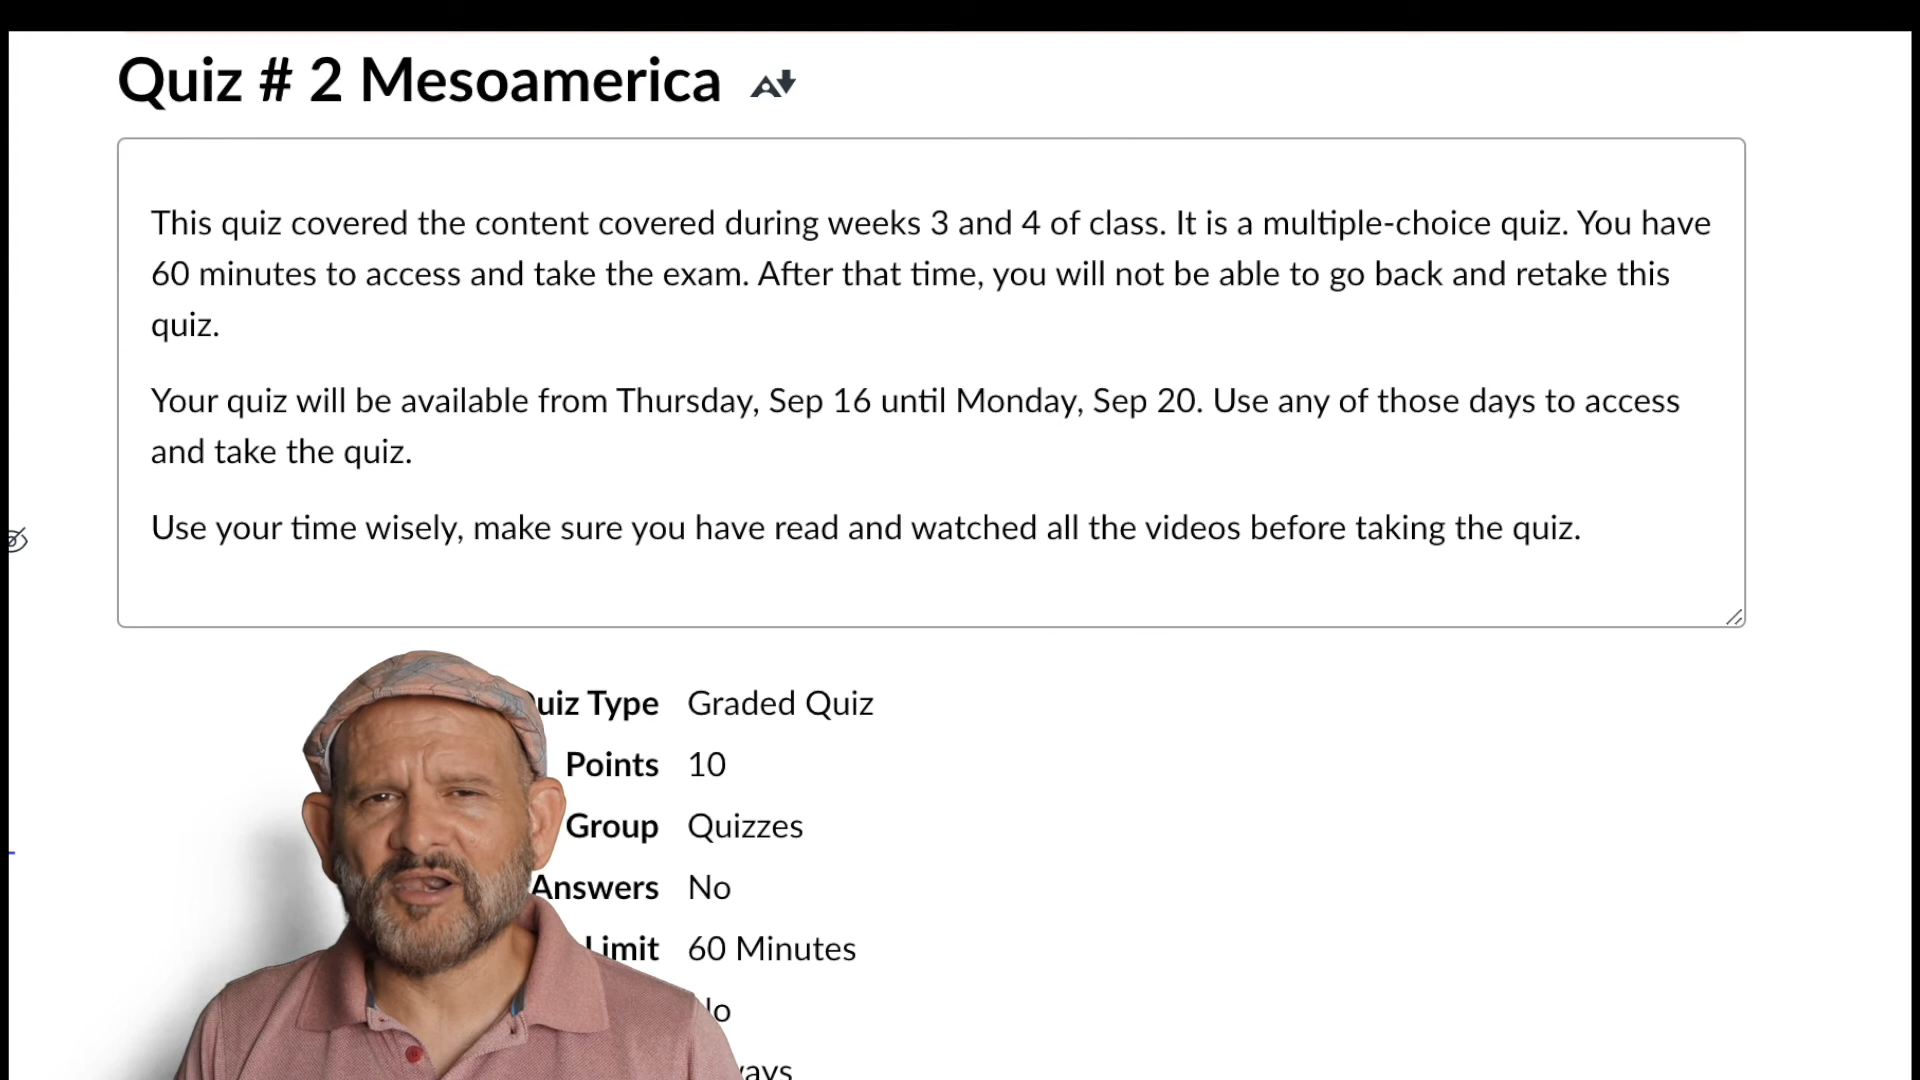 Quiz # 2 Mesoamerica
This quiz covered the content covered during weeks 3 and 4 of class. It is a multiple-choice quiz. You have
60 minutes to access and take the exam. After that time, you will not be able to go back and retake this
quiz.
Your quiz will be available from Thursday, Sep 16 until Monday, Sep 20. Use any of those days to access
and take the quiz.
Use your time wisely, make sure you have read and watched all the videos before taking the quiz.
Type Graded Quiz
Points 10
Group Quizzes
Answers No
Limit 60 Minutes